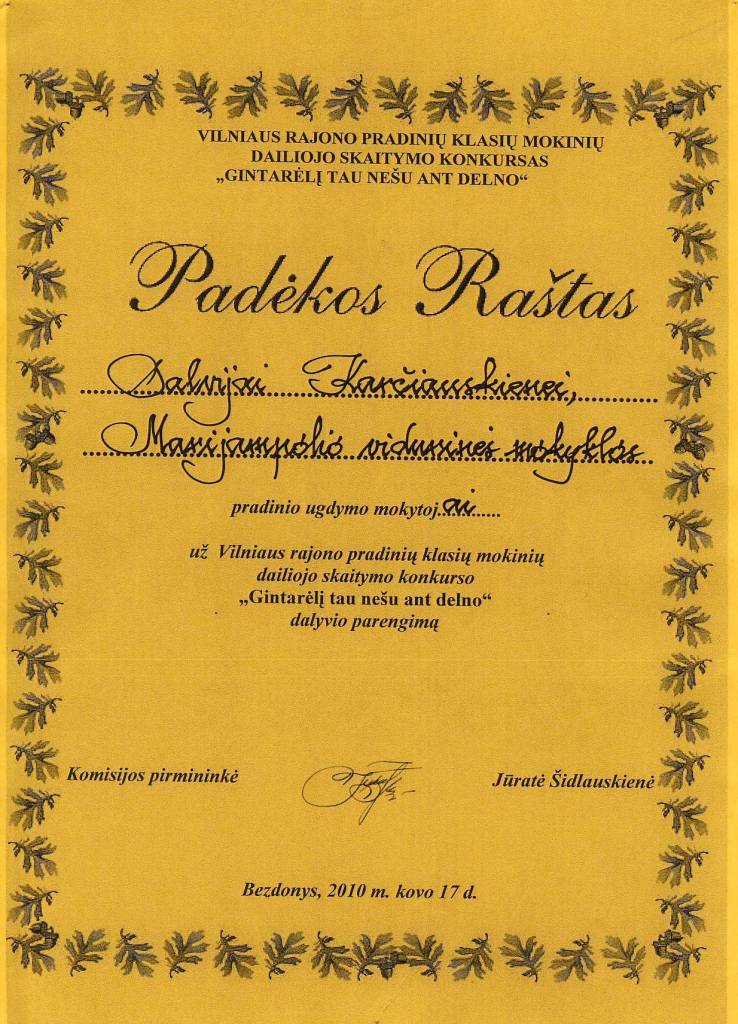 VILNIAUS RAJONO PRADINIŲ KLASIŲ MOKINIŲ
DAILIOJO SKAITYMO KONKURSAS
„GINTARĖLĮ TAU NEŠU ANT DELNO“
Padėkos Raštas
Dalvijai Karčiauskienei,
Marijampolio vidurinės mokyklos
pradinio ugdymo mokytojai
už Vilniaus rajono pradinių klasių mokinių
dailiojo skaitymo konkurso
„Gintarėlį tau nešu ant delno“
dalyvio parengimą
Komisijos pirmininkė
Jūratė Šidlauskienė
Bezdonys, 2010 m. kovo 17 d.